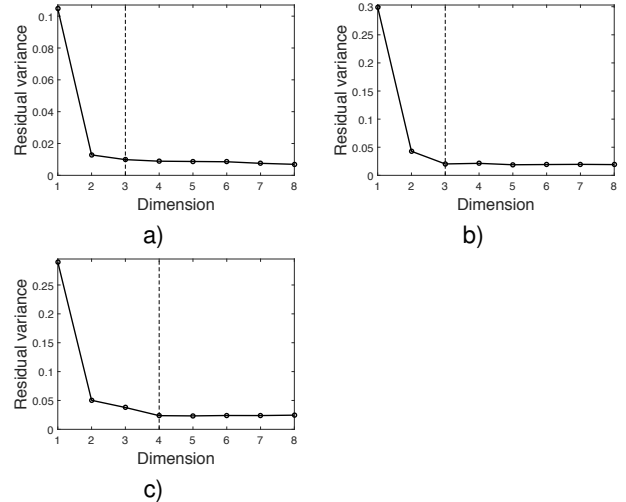 0.1
0.08
0.06
0.04
0.02
0
Residual variance
1 2 3 4 5 6 7 8
Dimension
a)
0.3
0.25
0.2
0.15
0.1
0.05
0
Residual variance
1 2 3 4 5 6 7 8
Dimension
b)
0.25
0.2
0.15
0.1
0.05
0
Residual variance
1 2 3 4 5 6 7 8
Dimension
c)